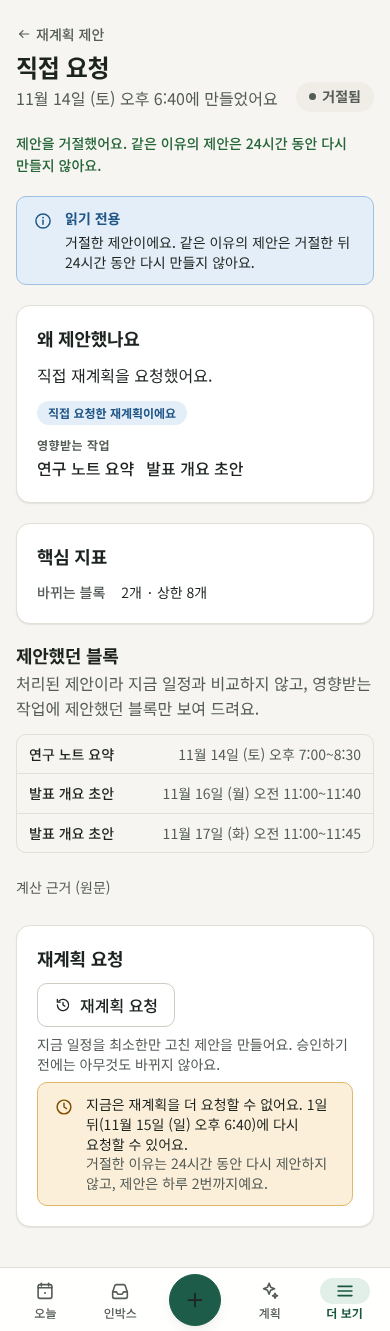 ← 재계획 제안
직접 요청
11월 14일 (토) 오후 6:40에 만들었어요
거절됨
제안을 거절했어요. 같은 이유의 제안은 24시간 동안 다시
만들지 않아요.
읽기 전용
거절한 제안이에요. 같은 이유의 제안은 거절한 뒤
24시간 동안 다시 만들지 않아요.
왜 제안했나요
직접 재계획을 요청했어요.
직접 요청한 재계획이에요
영향받는 작업
연구 노트 요약 발표 개요 초안
핵심 지표
바뀌는 블록 2개 · 상한 8개
제안했던 블록
처리된 제안이라 지금 일정과 비교하지 않고, 영향받는
작업에 제안했던 블록만 보여 드려요.
연구 노트 요약 11월 14일 (토) 오후 7:00~8:30
발표 개요 초안 11월 16일 (월) 오전 11:00~11:40
발표 개요 초안 11월 17일 (화) 오전 11:00~11:45
계산 근거 (원문)
재계획 요청
재계획 요청
지금 일정을 최소한만 고친 제안을 만들어요. 승인하기
전에는 아무것도 바뀌지 않아요.
지금은 재계획을 더 요청할 수 없어요. 1일
뒤(11월 15일 (일) 오후 6:40)에 다시
요청할 수 있어요.
거절한 이유는 24시간 동안 다시 제안하지
않고, 제안은 하루 2번까지예요.
오늘 인박스 계획 더 보기